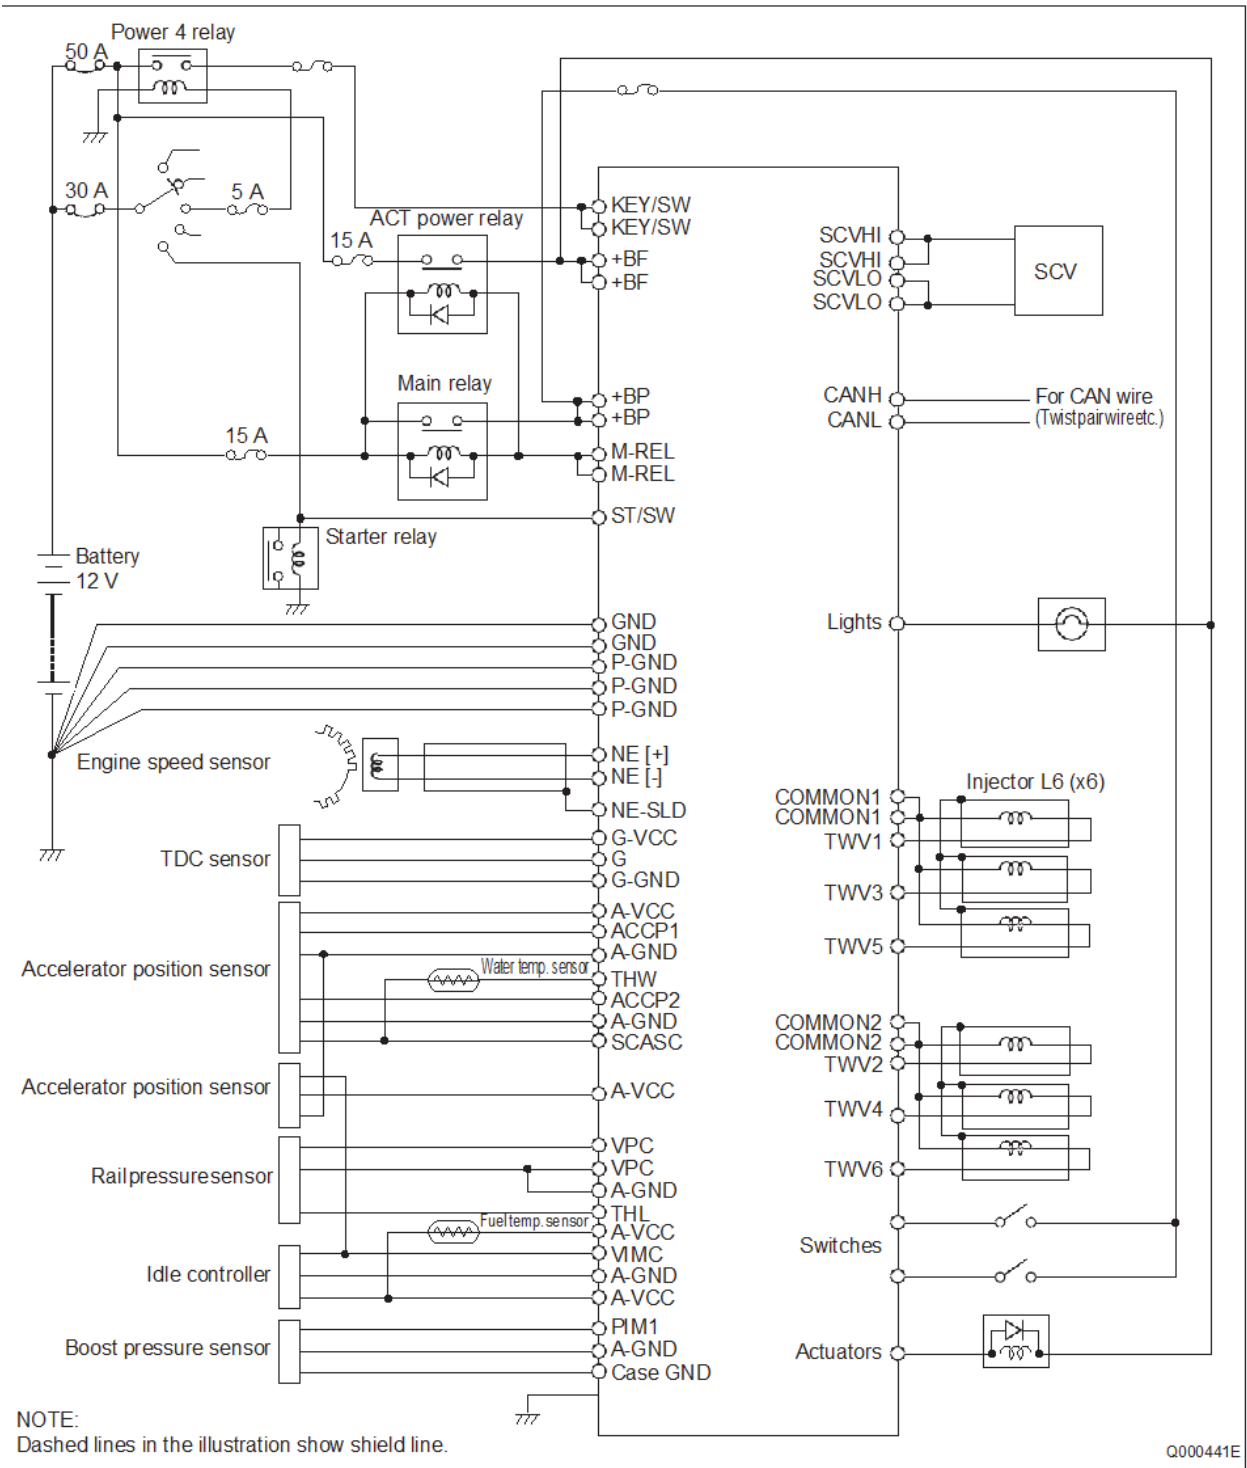 Power 4 relay
50 A
30 A
5 A
ACT power relay
15 A
Main relay
15 A
Starter relay
Battery
12 V
KEY/SW
KEY/SW
+BF
+BF
+BP
+BP
M-REL
M-REL
ST/SW
GND
GND
P-GND
P-GND
P-GND
Engine speed sensor
NE [+]
NE [-]
NE-SLD
TDC sensor
G-VCC
G
G-GND
Accelerator position sensor
A-VCC
ACCP1
A-GND
Water temp. sensor
THW
ACCP2
A-GND
SCASC
Accelerator position sensor
A-VCC
Rail pressure sensor
VPC
VPC
A-GND
THL
Fuel temp. sensor
A-VCC
Idle controller
VIMC
A-GND
A-VCC
Boost pressure sensor
PIM1
A-GND
Case GND
SCVHI
SCVHI
SCVLO
SCVLO
SCV
CANH
CANL
For CAN wire
(Twistpairwireetc.)
Lights
Injector L6 (x6)
COMMON1
COMMON1
TWV1
TWV3
TWV5
COMMON2
COMMON2
TWV2
TWV4
TWV6
Switches
Actuators
NOTE:
Dashed lines in the illustration show shield line.
Q000441E